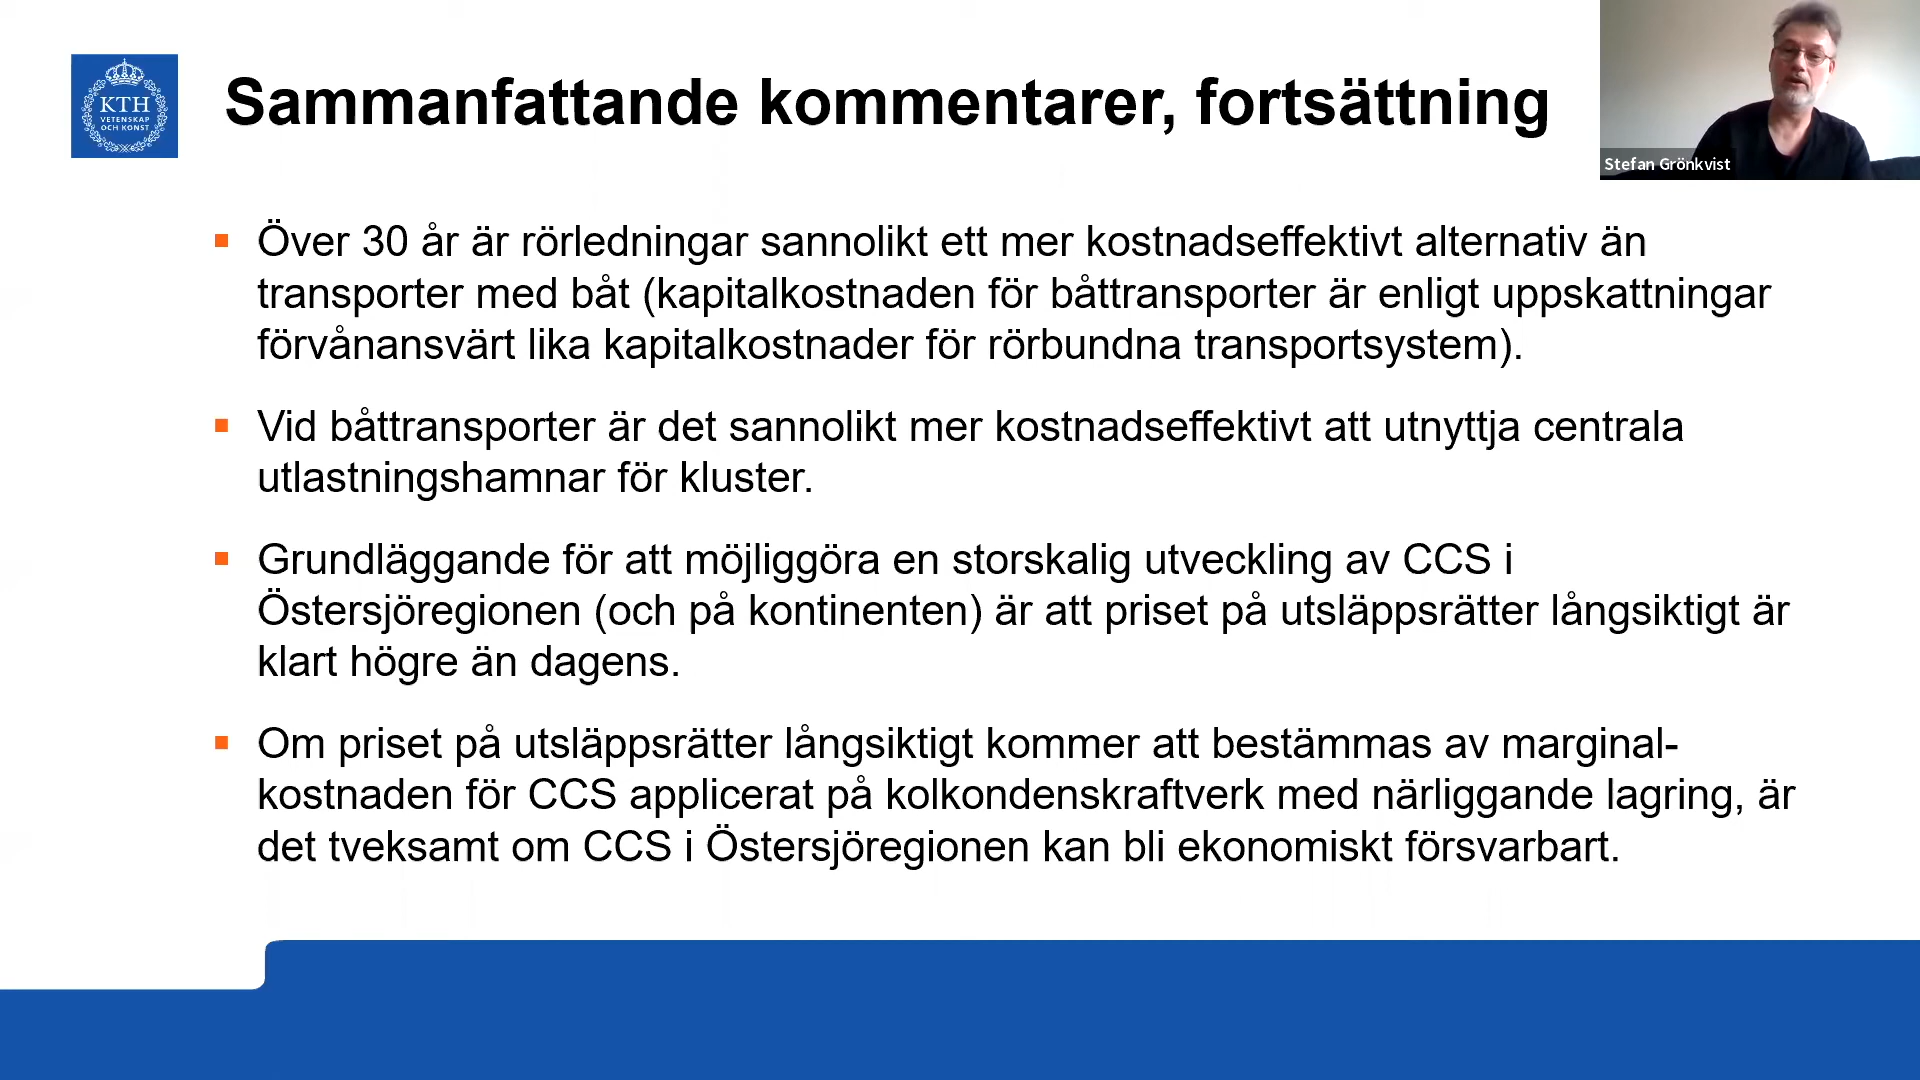 KTH
VETENSKAP
OCH KONST
Sammanfattande kommentarer, fortsättning
Stefan Grönkvist
Över 30 år är rörledningar sannolikt ett mer kostnadseffektivt alternativ än
transporter med båt (kapitalkostnaden för båttransporter är enligt uppskattningar
förvånansvärt lika kapitalkostnader för rörbundna transportsystem).
Vid båttransporter är det sannolikt mer kostnadseffektivt att utnyttja centrala
utlastningshamnar för kluster.
Grundläggande för att möjliggöra en storskalig utveckling av CCS i
Östersjöregionen (och på kontinenten) är att priset på utsläppsrätter långsiktigt är
klart högre än dagens.
Om priset på utsläppsrätter långsiktigt kommer att bestämmas av marginal-
kostnaden för CCS applicerat på kolkondenskraftverk med närliggande lagring, är
det tveksamt om CCS i Östersjöregionen kan bli ekonomiskt försvarbart.